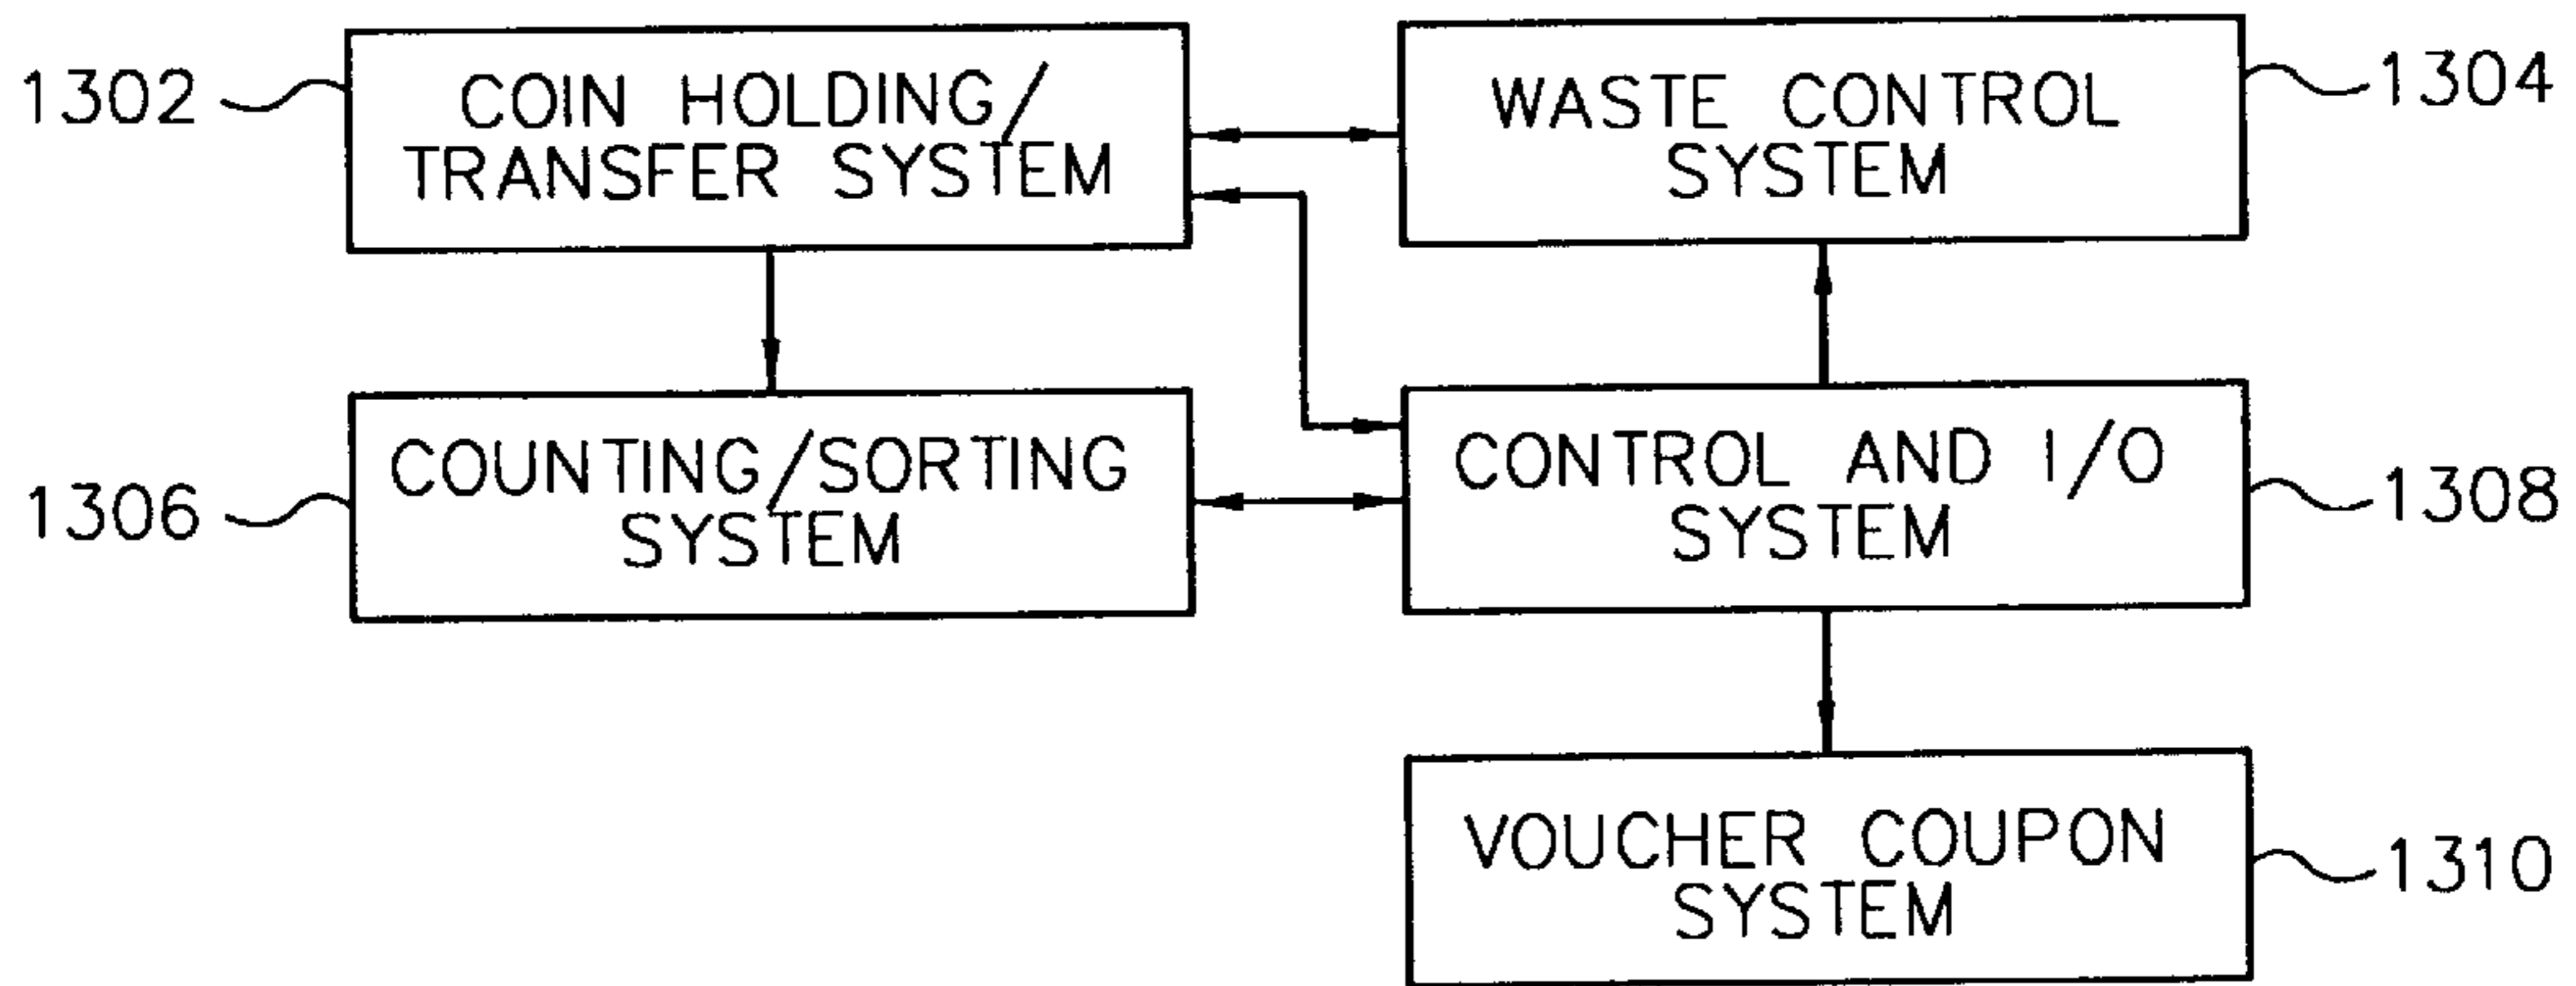 1302
COIN HOLDING/
TRANSFER SYSTEM
WASTE CONTROL
SYSTEM
1304
1306
COUNTING/SORTING
SYSTEM
CONTROL AND I/O
SYSTEM
1308
VOUCHER COUPON
SYSTEM
1310